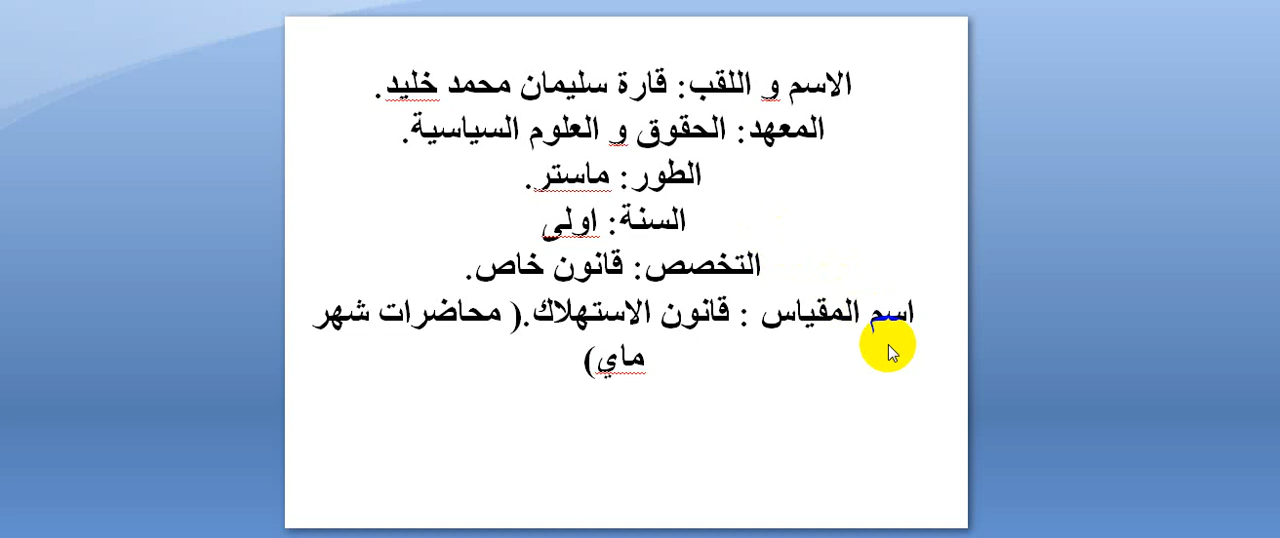 الاسم و اللقب: قارة سليمان محمد خليد.
المعهد: الحقوق و العلوم السياسية.
الطور: ماستر.
السنة: اولى
التخصص: قانون خاص.
اسم المقياس : قانون الاستهلاك.( محاضرات شهر
ماي)